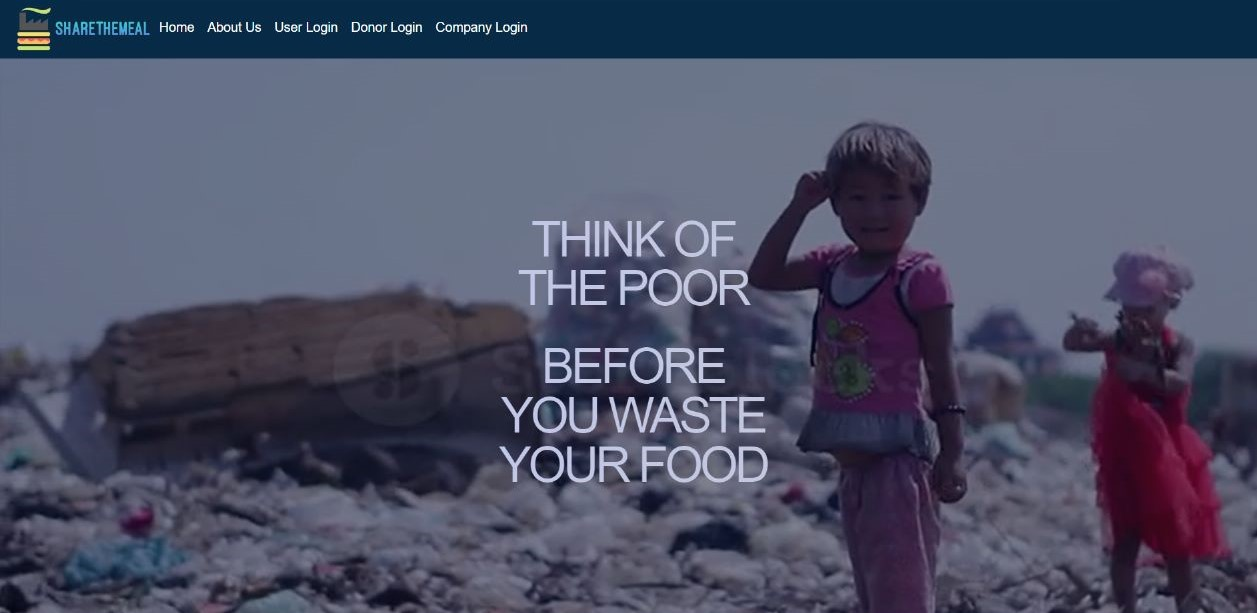 SHARETHEMEAL Home About Us User Login Donor Login Company Login
THINK OF
THE POOR
BEFORE
YOU WASTE
YOUR FOOD